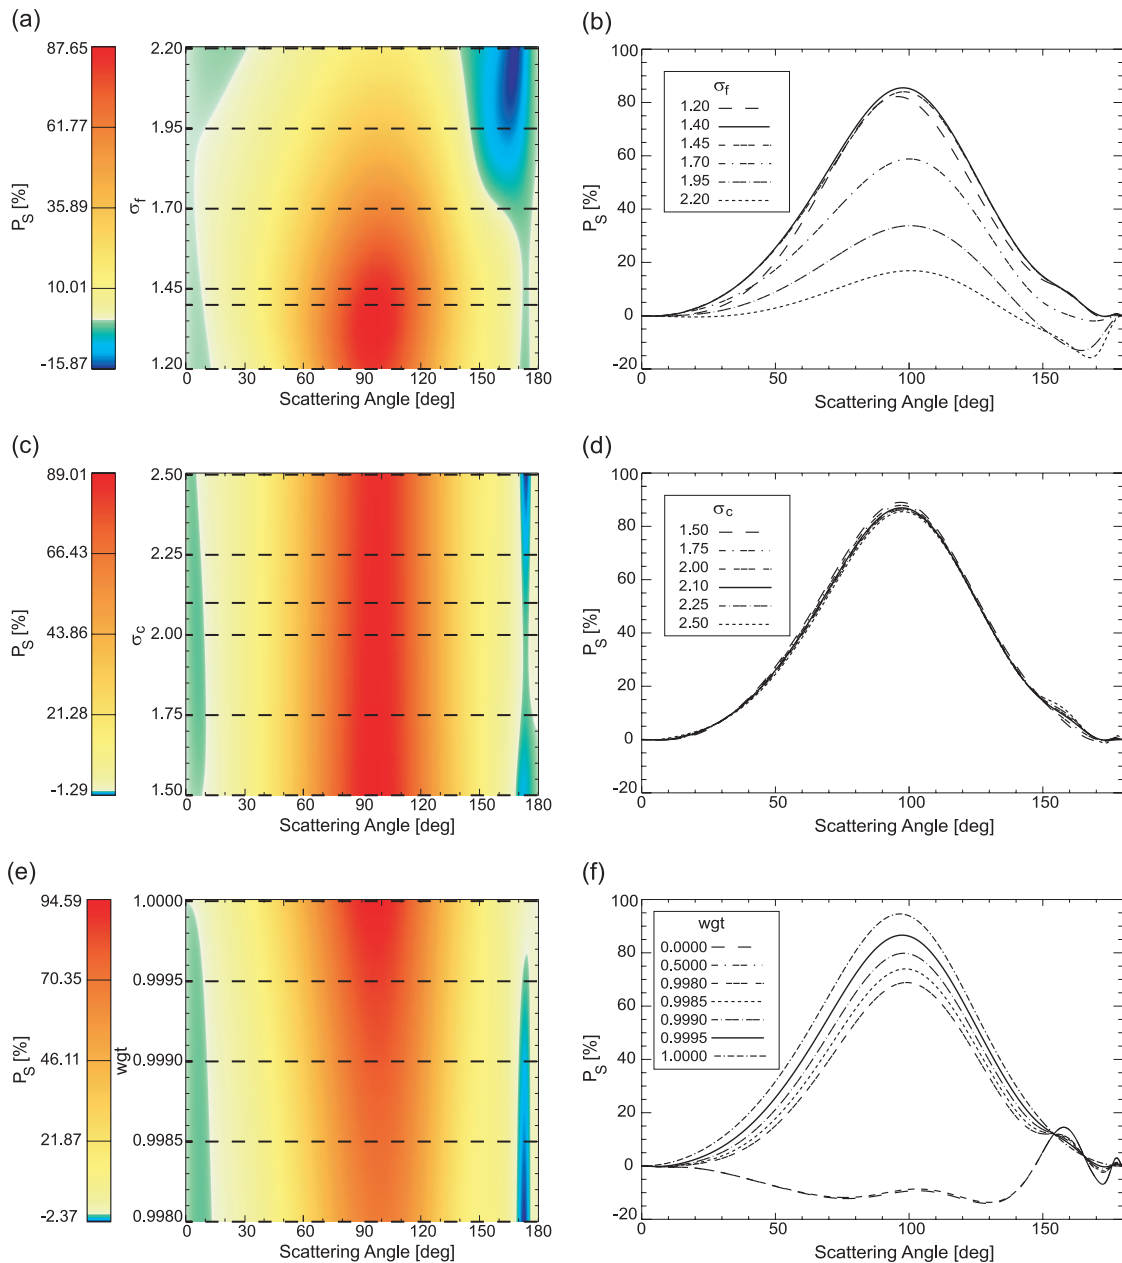 (a)
87.65
61.77
35.89
10.01
-15.87
P_S [%]
σ_f
2.20
1.95
1.70
1.45
1.20
0 30 60 90 120 150 180
Scattering Angle [deg]
(b)
100
80
60
40
20
0
-20
P_S [%]
σ_f
1.20
1.40
1.45
1.70
1.95
2.20
0 50 100 150
Scattering Angle [deg]
(c)
89.01
66.43
43.86
21.28
-1.29
P_S [%]
σ_c
2.50
2.25
2.00
1.75
1.50
0 30 60 90 120 150 180
Scattering Angle [deg]
(d)
100
80
60
40
20
0
-20
P_S [%]
σ_c
1.50
1.75
2.00
2.10
2.25
2.50
0 50 100 150
Scattering Angle [deg]
(e)
94.59
70.35
46.11
21.87
-2.37
P_S [%]
wgt
1.0000
0.9995
0.9990
0.9985
0.9980
0 30 60 90 120 150 180
Scattering Angle [deg]
(f)
100
80
60
40
20
0
-20
P_S [%]
wgt
0.0000
0.5000
0.9980
0.9985
0.9990
0.9995
1.0000
0 50 100 150
Scattering Angle [deg]